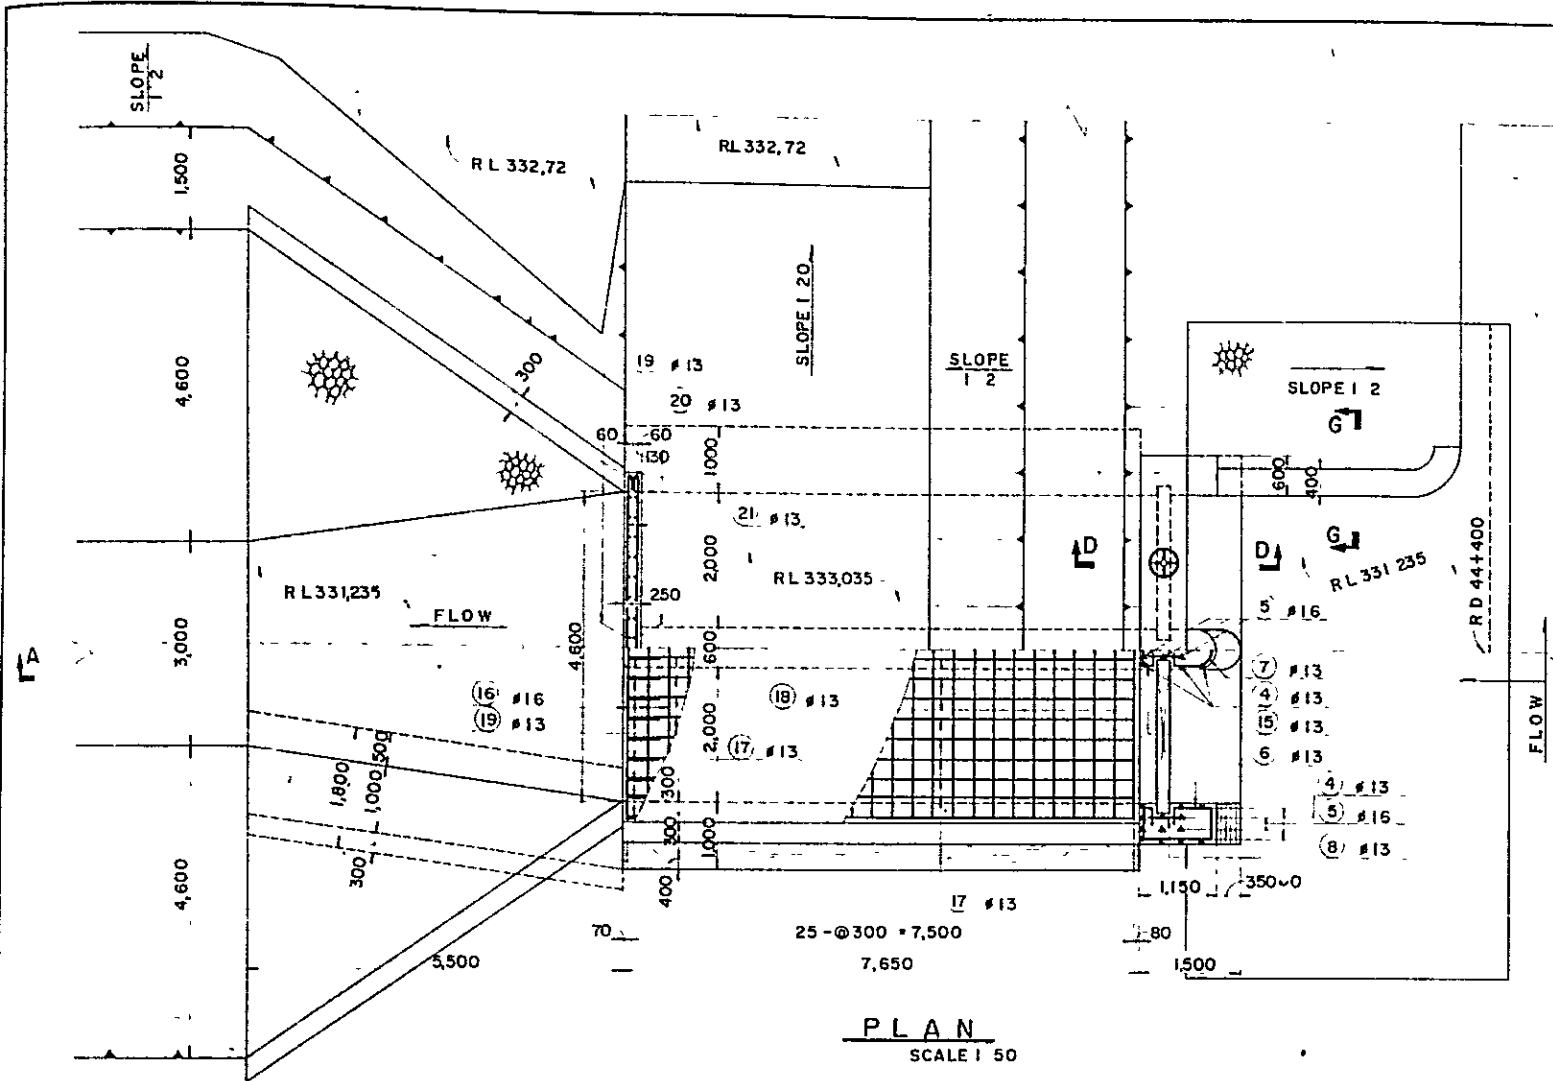 SLOPE
1 2
RL 332,72
RL 332,72
1,500
SLOPE 1 20
4,600
300
19 ø13
20 ø13
SLOPE
1 2
SLOPE 1 2
G
60 60
130
1000
600
400
21 ø13
2,000
D
D
G
RL 333,035
RL 331 235
RD 44+400
RL 331,235
FLOW
250
5 ø16
A
3,000
4,600
600
7 ø13
16 ø16
18 ø13
4 ø13
19 ø13
15 ø13
17 ø13
2,000
6 ø13
FLOW
1,800
1,000
500
300
4 ø13
5 ø16
300
1,000
8 ø13
300
4,600
400
1,150
350
17 ø13
70
25-@300 = 7,500
80
5,500
7,650
1,500
PLAN
SCALE 1 50